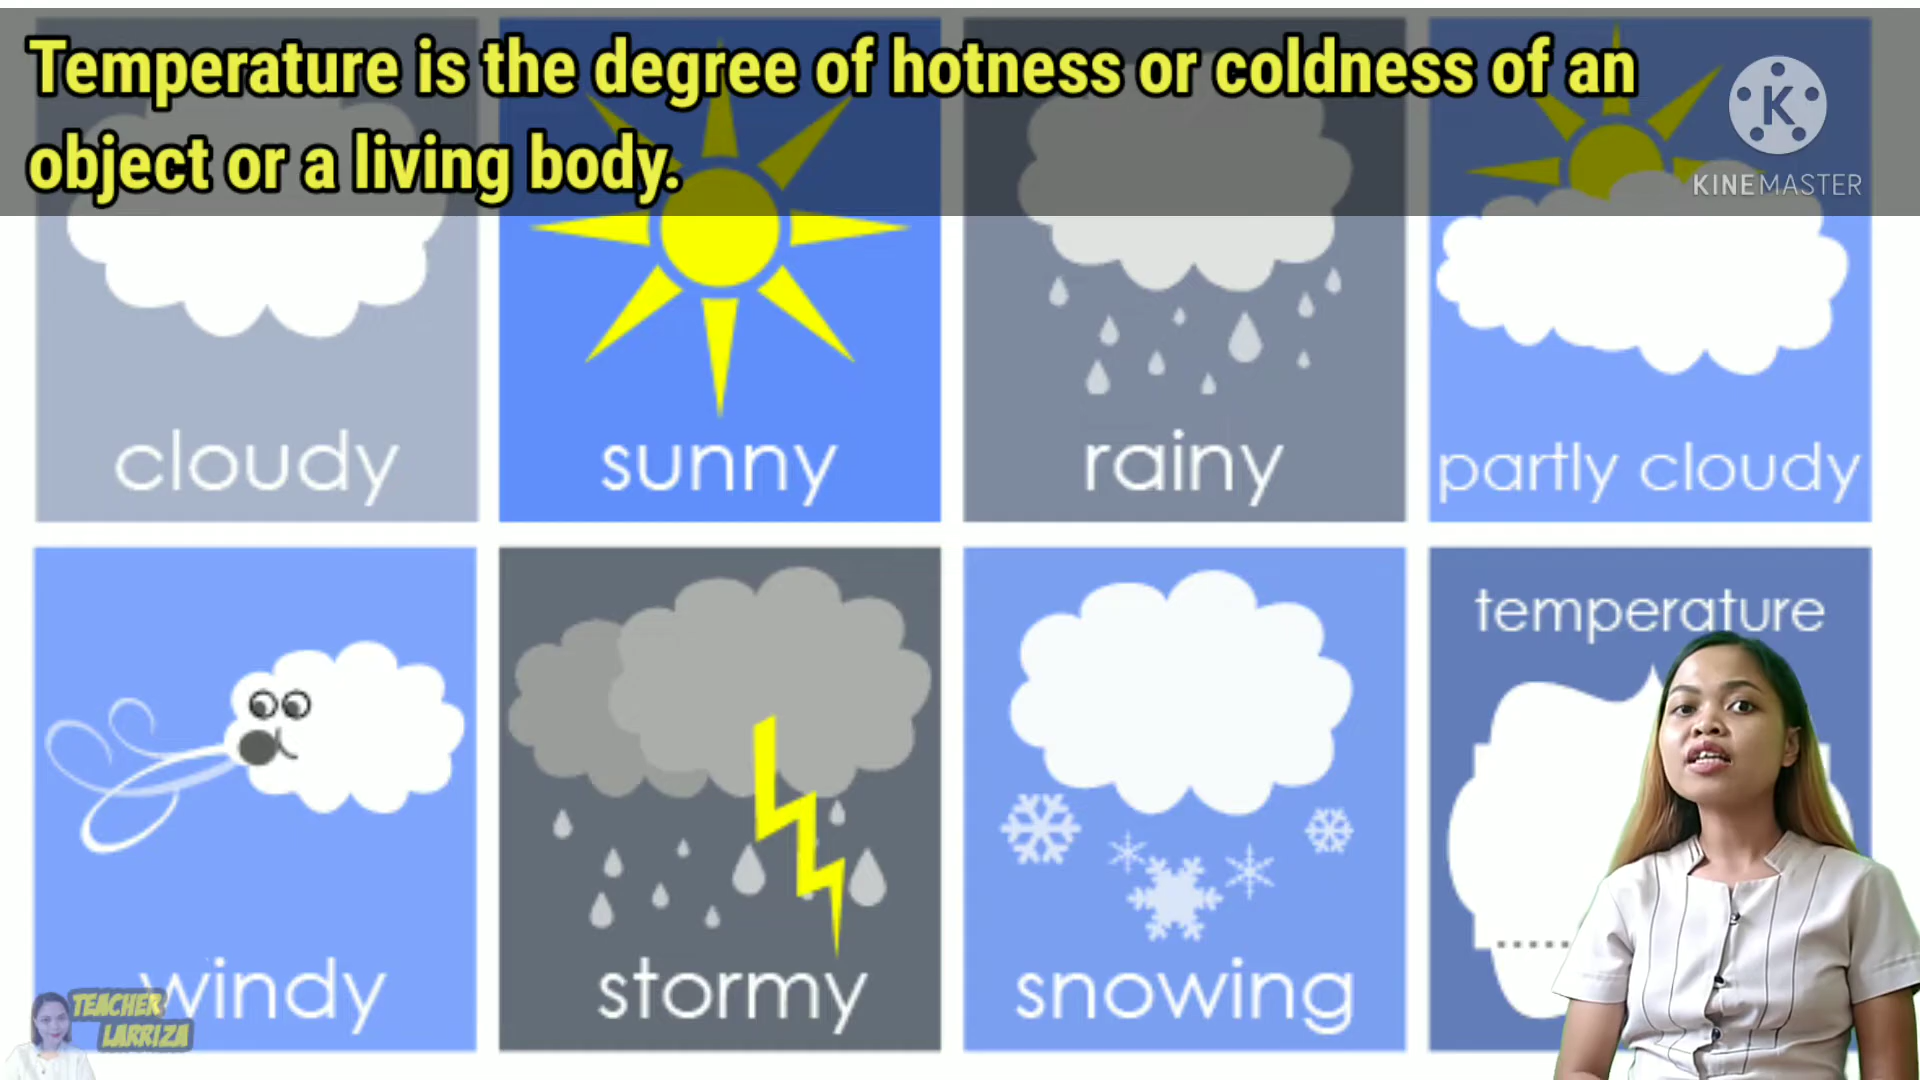 Temperature is the degree of hotness or coldness of an
object or a living body.
K
KINEMASTER
cloudy
sunny
rainy
partly cloudy
temperature
windy
stormy
snowing
TEACHER
LARRIZA